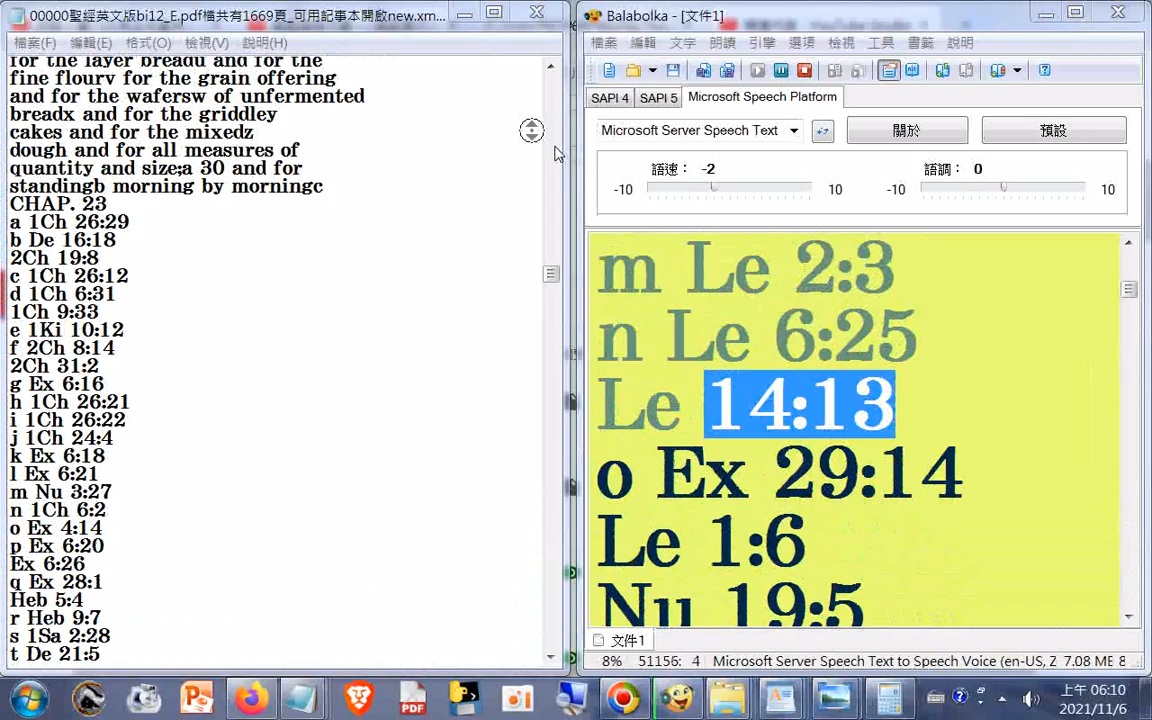 00000聖經英文版bi12_E.pdf檔共有1669頁_可用記事本開啟new.xm...
檔案(F) 編輯(E) 格式(O) 檢視(V) 說明(H)
for the layer breadu and for the
fine flourv for the grain offering
and for the wafersw of unfermented
breadx and for the griddley
cakes and for the mixedz
dough and for all measures of
quantity and size;a 30 and for
standingb morning by morningc
CHAP. 23
a 1Ch 26:29
b De 16:18
2Ch 19:8
c 1Ch 26:12
d 1Ch 6:31
1Ch 9:33
e 1Ki 10:12
f 2Ch 8:14
2Ch 31:2
g Ex 6:16
h 1Ch 26:21
i 1Ch 26:22
j 1Ch 24:4
k Ex 6:18
l Ex 6:21
m Nu 3:27
n 1Ch 6:2
o Ex 4:14
p Ex 6:20
Ex 6:26
q Ex 28:1
Heb 5:4
r Heb 9:7
s 1Sa 2:28
t De 21:5
Balabolka - [文件1]
檔案 編輯 文字 朗讀 引擎 選項 檢視 工具 書籤 說明
SAPI 4 SAPI 5 Microsoft Speech Platform
Microsoft Server Speech Text 關於 預設
語速: -2 語調: 0
-10 10 -10 10
m Le 2:3
n Le 6:25
Le 14:13
o Ex 29:14
Le 1:6
Nu 19:5
文件1
8% 51156: 4 Microsoft Server Speech Text to Speech Voice (en-US, Z 7.08 MB 8
PDF
上午 06:10
2021/11/6